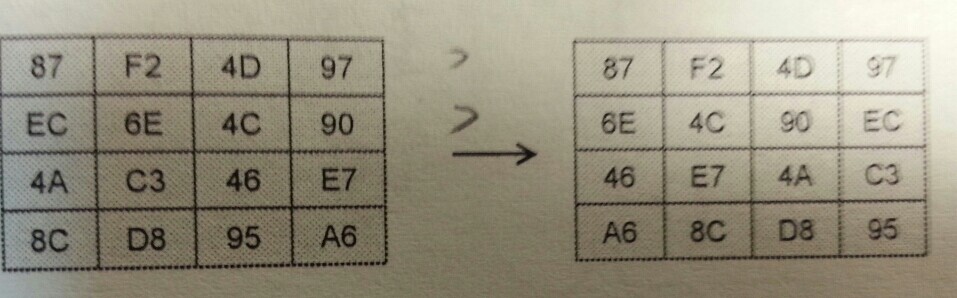 87 F2 4D 97 → 87 F2 4D 97
EC 6E 4C 90 → 6E 4C 90 EC
4A C3 46 E7 → 46 E7 4A C3
8C D8 95 A6 → A6 8C D8 95